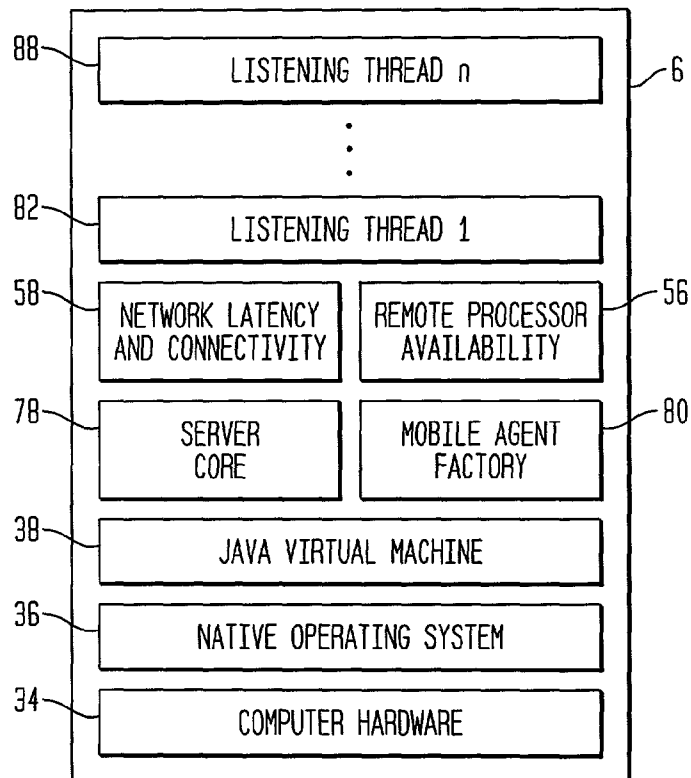 88
LISTENING THREAD n
6
82
LISTENING THREAD 1
58
NETWORK LATENCY
AND CONNECTIVITY
REMOTE PROCESSOR
AVAILABILITY
56
78
SERVER
CORE
MOBILE AGENT
FACTORY
80
38
JAVA VIRTUAL MACHINE
36
NATIVE OPERATING SYSTEM
34
COMPUTER HARDWARE